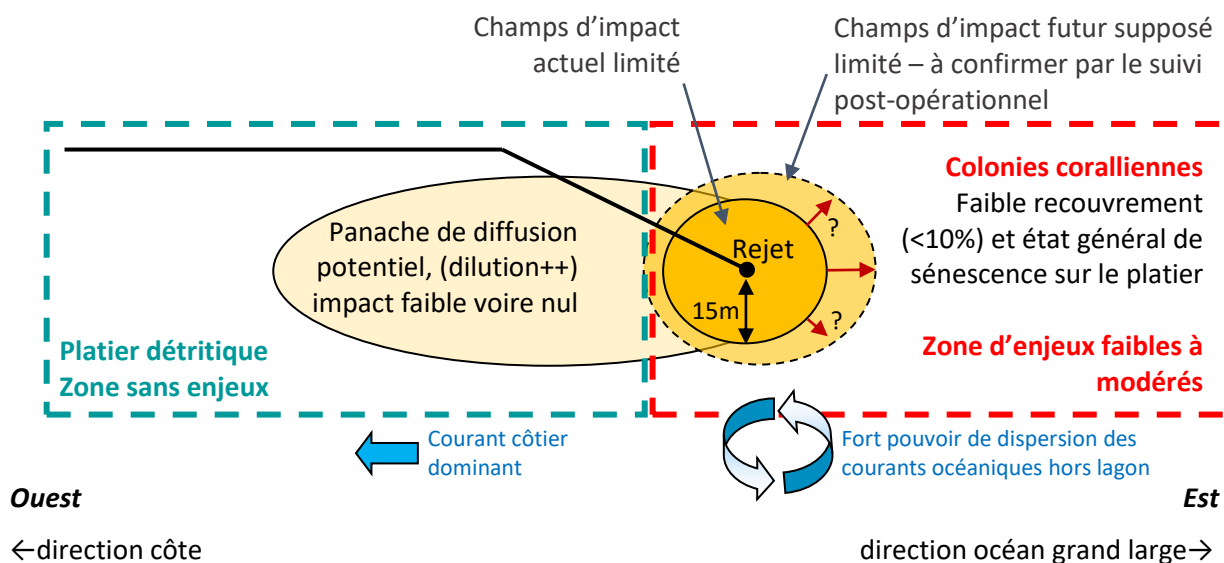 Champs d’impact
actuel limité
Champs d’impact futur supposé
limité – à confirmer par le suivi
post-opérationnel
Colonies coralliennes
Faible recouvrement
(<10%) et état général de
sénescence sur le platier
Zone d’enjeux faibles à
modérés
Panache de diffusion
potentiel, (dilution++)
impact faible voire nul
Rejet
15m
?
?
Platier détritique
Zone sans enjeux
Courant côtier
dominant
Fort pouvoir de dispersion des
courants océaniques hors lagon
Ouest
Est
←direction côte
direction océan grand large→